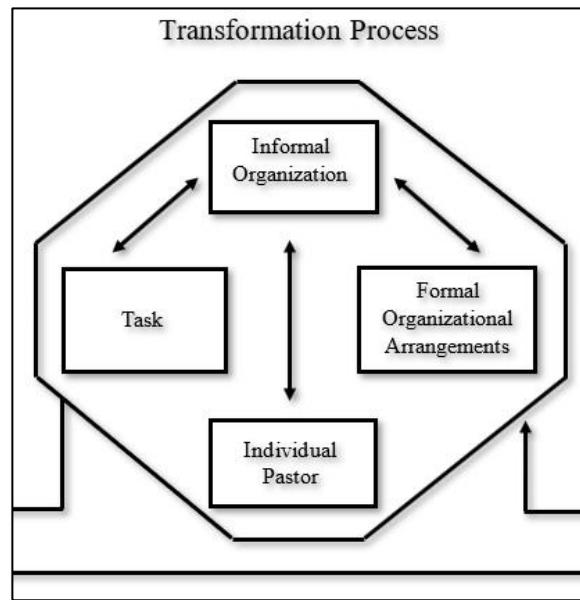 Transformation Process
Informal
Organization
Task
Formal
Organizational
Arrangements
Individual
Pastor